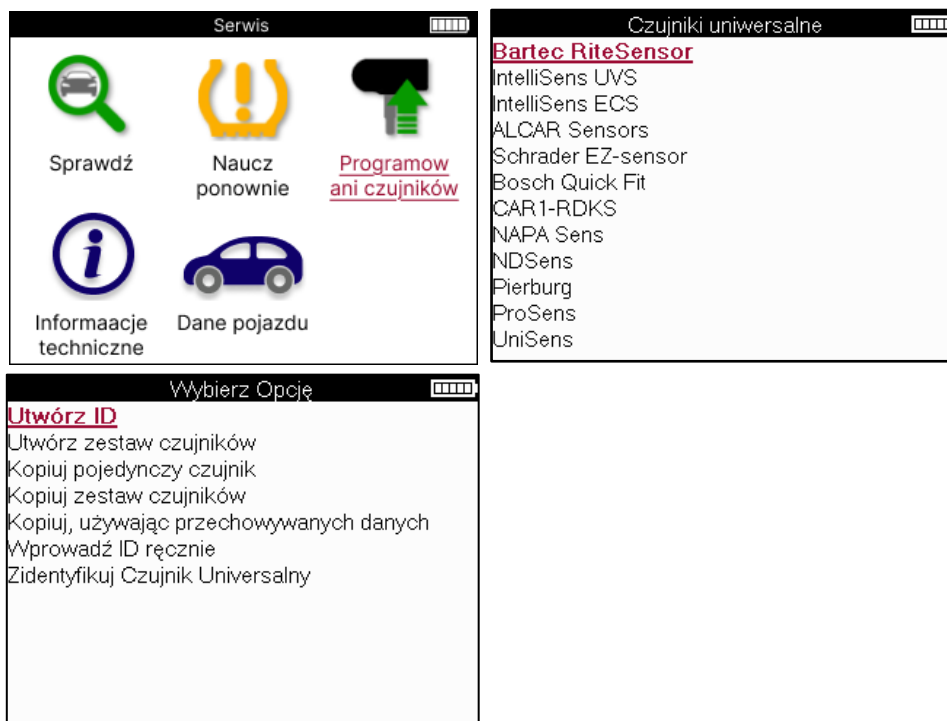 Serwis
Sprawdź
Naucz
ponownie
Programow
ani czujników
Informaacje
techniczne
Dane pojazdu
Czujniki uniwersalne
Bartec RiteSensor
IntelliSens UVS
IntelliSens ECS
ALCAR Sensors
Schrader EZ-sensor
Bosch Quick Fit
CAR1-RDKS
NAPA Sens
NDSens
Pierburg
ProSens
UniSens
Wybierz Opcję
Utwórz ID
Utwórz zestaw czujników
Kopiuj pojedynczy czujnik
Kopiuj zestaw czujników
Kopiuj, używając przechowywanych danych
Wprowadź ID ręcznie
Zidentyfikuj Czujnik Universalny